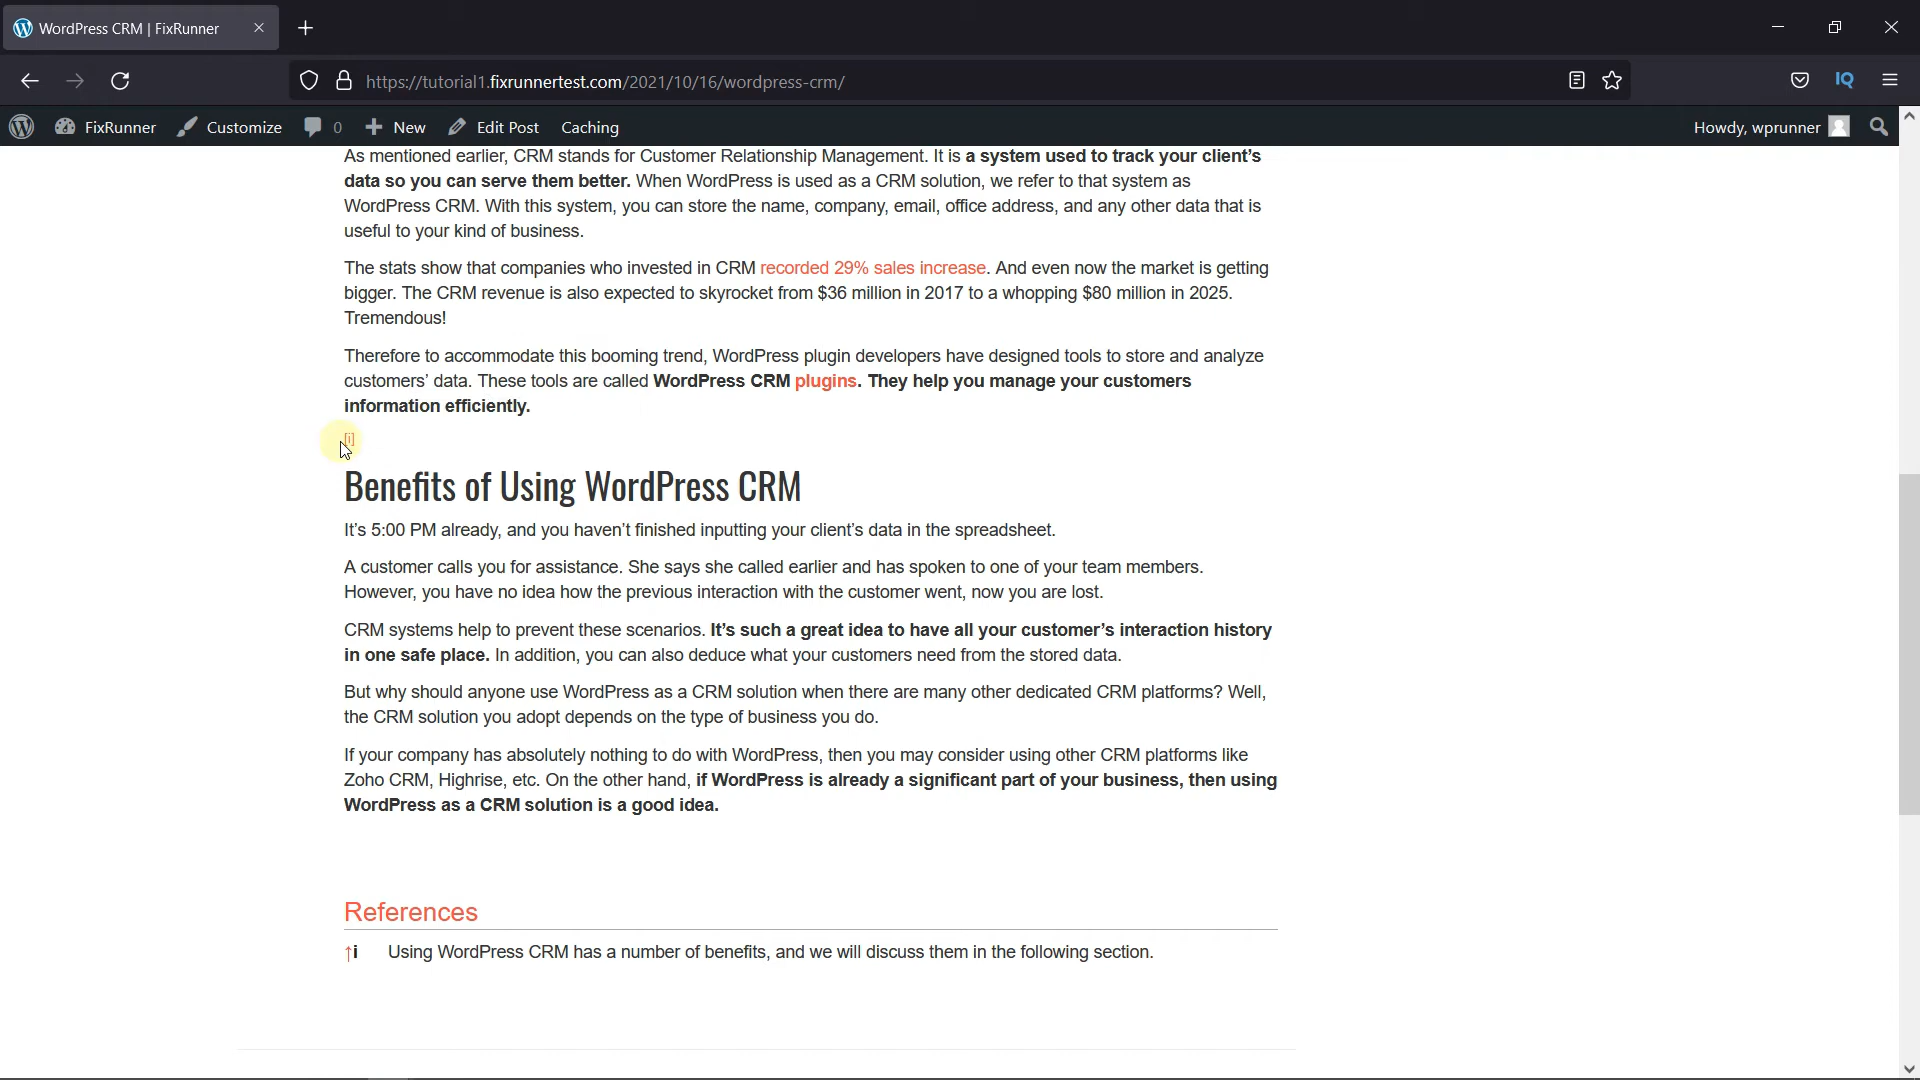 WordPress CRM | FixRunner
https://tutorial1.fixrunnertest.com/2021/10/16/wordpress-crm/
IQ
FixRunner Customize 0 New Edit Post Caching Howdy, wprunner
As mentioned earlier, CRM stands for Customer Relationship Management. It is a system used to track your client’s
data so you can serve them better. When WordPress is used as a CRM solution, we refer to that system as
WordPress CRM. With this system, you can store the name, company, email, office address, and any other data that is
useful to your kind of business.
The stats show that companies who invested in CRM recorded 29% sales increase. And even now the market is getting
bigger. The CRM revenue is also expected to skyrocket from $36 million in 2017 to a whopping $80 million in 2025.
Tremendous!
Therefore to accommodate this booming trend, WordPress plugin developers have designed tools to store and analyze
customers’ data. These tools are called WordPress CRM plugins. They help you manage your customers
information efficiently.
[i]
Benefits of Using WordPress CRM
It’s 5:00 PM already, and you haven’t finished inputting your client’s data in the spreadsheet.
A customer calls you for assistance. She says she called earlier and has spoken to one of your team members.
However, you have no idea how the previous interaction with the customer went, now you are lost.
CRM systems help to prevent these scenarios. It’s such a great idea to have all your customer’s interaction history
in one safe place. In addition, you can also deduce what your customers need from the stored data.
But why should anyone use WordPress as a CRM solution when there are many other dedicated CRM platforms? Well,
the CRM solution you adopt depends on the type of business you do.
If your company has absolutely nothing to do with WordPress, then you may consider using other CRM platforms like
Zoho CRM, Highrise, etc. On the other hand, if WordPress is already a significant part of your business, then using
WordPress as a CRM solution is a good idea.
References
↑i Using WordPress CRM has a number of benefits, and we will discuss them in the following section.